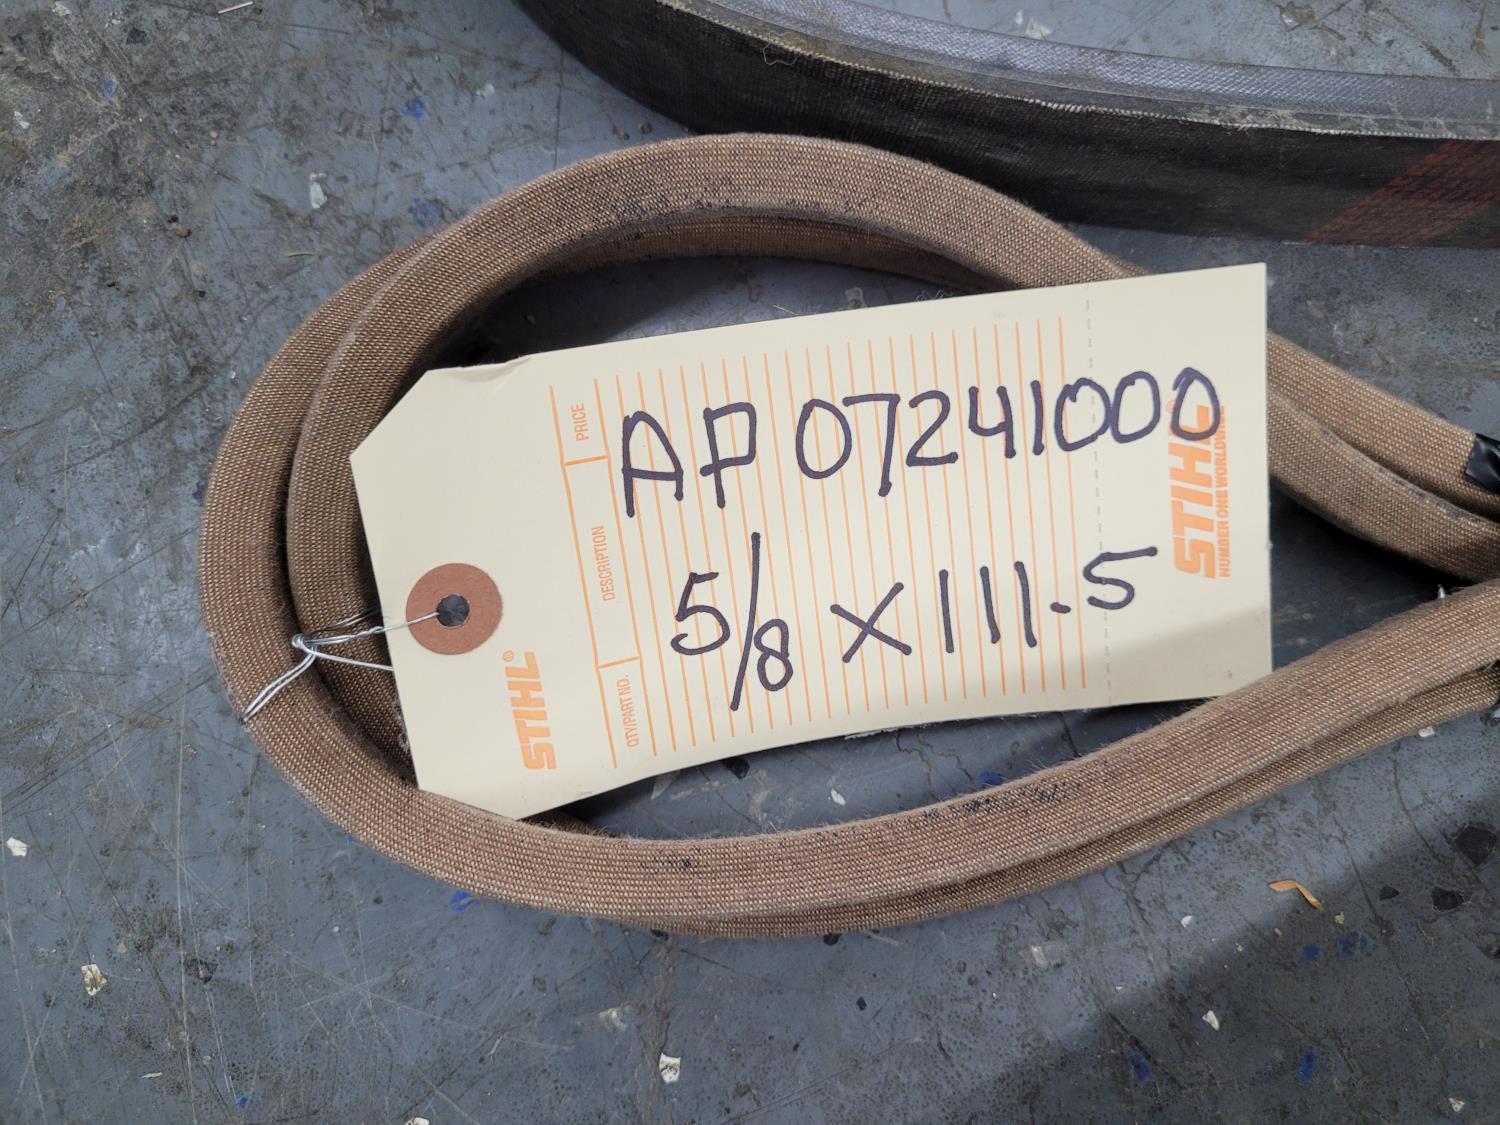 AP 07241000
5/8 X 111.5
PRICE
DESCRIPTION
QTY/PART NO.
STIHL®
STIHL®
NUMBER ONE WORLDWIDE